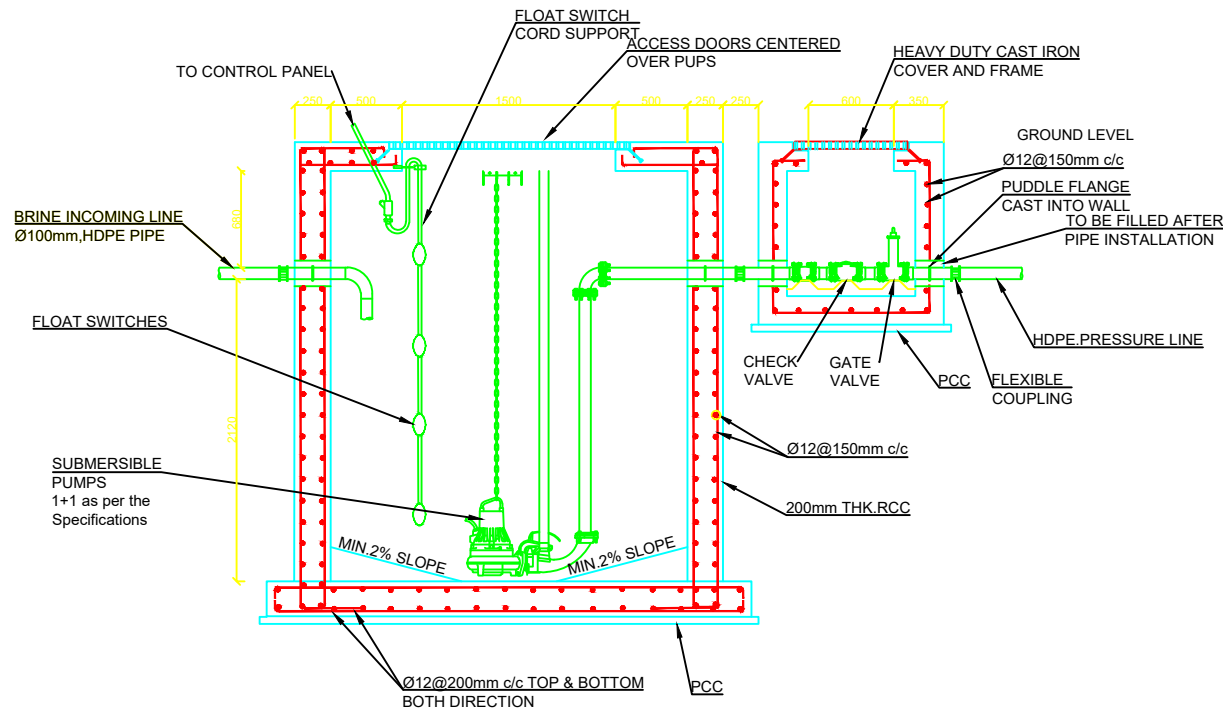 FLOAT SWITCH
CORD SUPPORT
ACCESS DOORS CENTERED
OVER PUPS
HEAVY DUTY CAST IRON
COVER AND FRAME
TO CONTROL PANEL
250
500
1500
500
250
250
600
350
GROUND LEVEL
Ø12@150mm c/c
PUDDLE FLANGE
CAST INTO WALL
TO BE FILLED AFTER
PIPE INSTALLATION
BRINE INCOMING LINE
Ø100mm,HDPE PIPE
680
FLOAT SWITCHES
HDPE.PRESSURE LINE
CHECK
VALVE
GATE
VALVE
PCC
FLEXIBLE
COUPLING
2120
Ø12@150mm c/c
SUBMERSIBLE
PUMPS
1+1 as per the
Specifications
200mm THK.RCC
MIN.2% SLOPE
MIN.2% SLOPE
Ø12@200mm c/c TOP & BOTTOM
BOTH DIRECTION
PCC